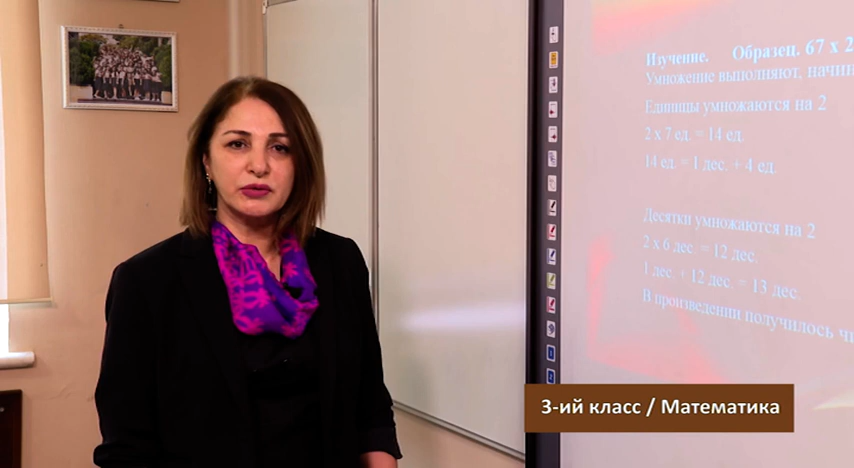 Изучение. Образец. 67 x 2
Умножение выполняют, начин
Единицы умножаются на 2
2 x 7 ед. = 14 ед.
14 ед. = 1 дес. + 4 ед.
Десятки умножаются на 2
2 x 6 дес. = 12 дес.
1 дес. + 12 дес. = 13 дес.
В произведении получилось чи
3-ий класс / Математика